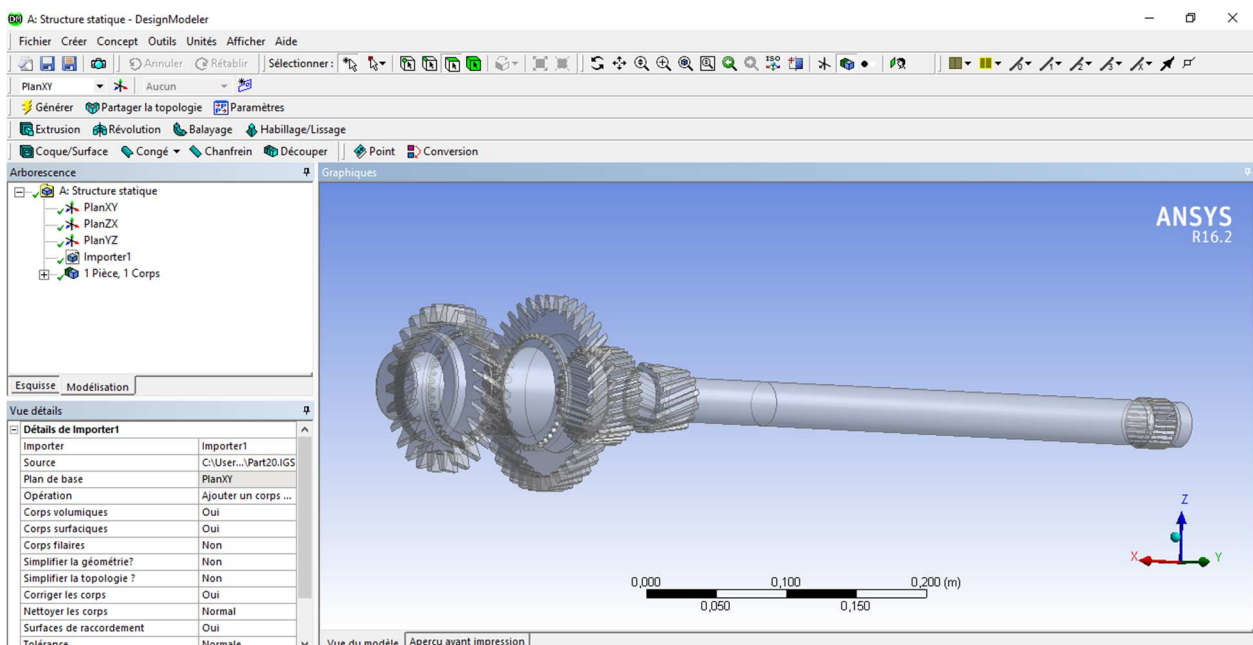 A: Structure statique - DesignModeler
Fichier Créer Concept Outils Unités Afficher Aide
Annuler Rétablir Sélectionner : ISO
PlanXY Aucun
Générer Partager la topologie Paramètres
Extrusion Révolution Balayage Habillage/Lissage
Coque/Surface Congé Chanfrein Découper Point Conversion
Arborescence
A: Structure statique
PlanXY
PlanZX
PlanYZ
Importer1
1 Pièce, 1 Corps
Esquisse Modélisation
Vue détails
Détails de Importer1
Importer Importer1
Source C:\User...\Part20.IGS
Plan de base PlanXY
Opération Ajouter un corps ...
Corps volumiques Oui
Corps surfaciques Oui
Corps filaires Non
Simplifier la géométrie? Non
Simplifier la topologie ? Non
Corriger les corps Oui
Nettoyer les corps Normal
Surfaces de raccordement Oui
Tolérance Normale
Graphiques
ANSYS
R16.2
Z
X Y
0,000 0,100 0,200 (m)
0,050 0,150
Vue du modèle Aperçu avant impression